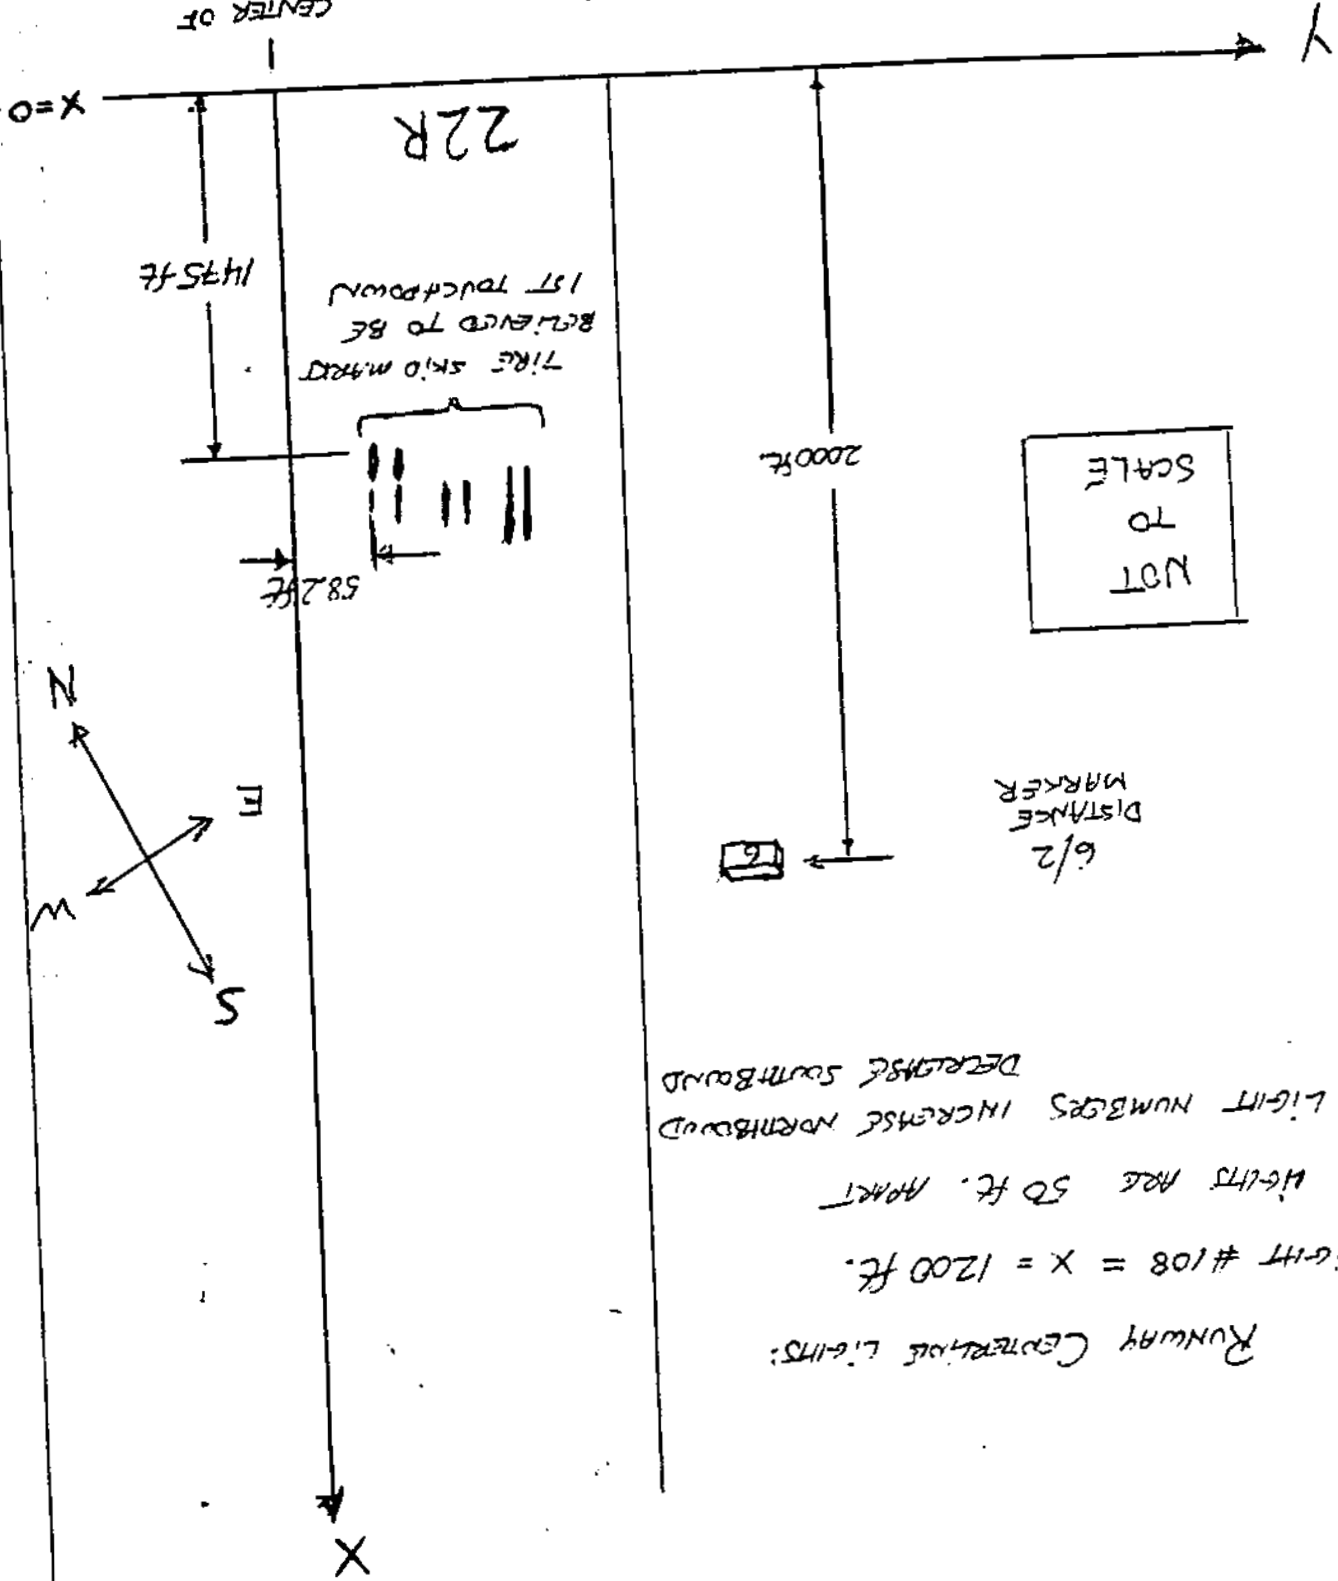 X
RUNWAY CENTERLINE LIGHTS:
#108 = X = 1200 ft.
LIGHTS ARE 50 ft. APART
LIGHT NUMBERS INCREASE NORTHBOUND
DECREASE SOUTHBOUND
S
W
E
N
6/2
DISTANCE
MARKER
6
NOT
TO
SCALE
2000 ft.
58.2 ft
TIRE SKID MARKS
BELIEVED TO BE
1ST TOUCHDOWN
1475 ft
22R
X=0
Y
CENTER OF